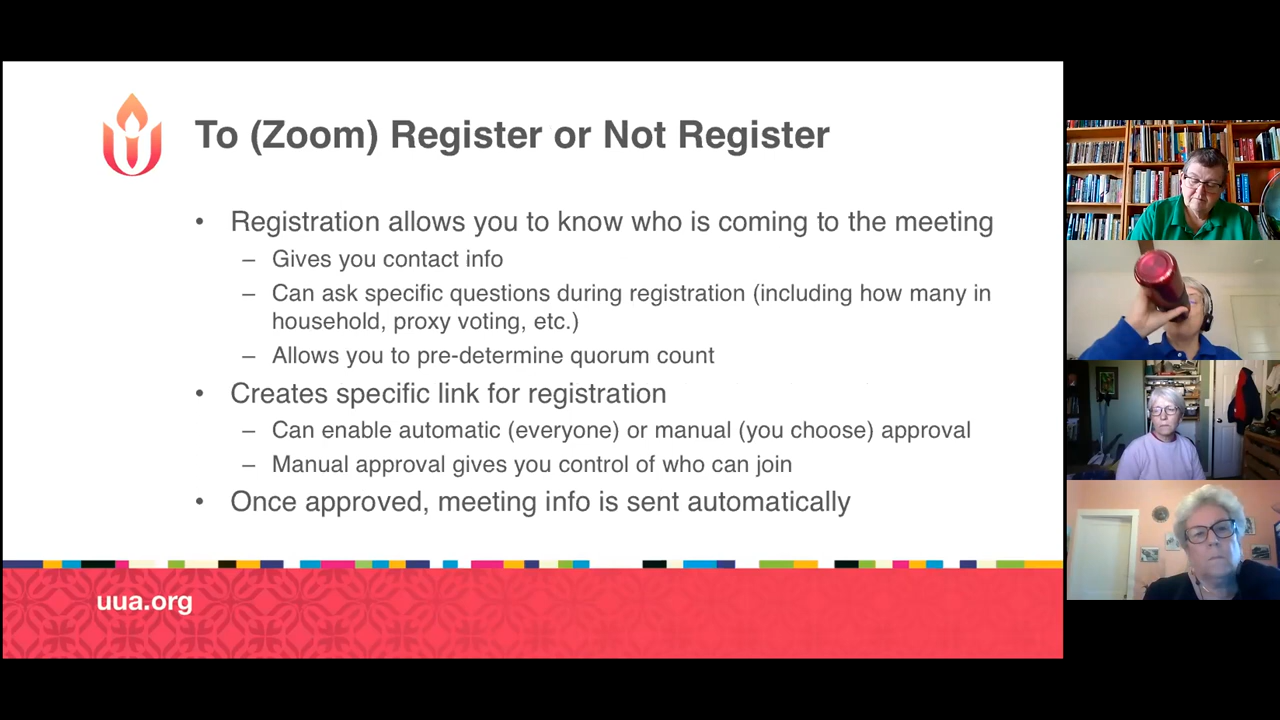 To (Zoom) Register or Not Register
• Registration allows you to know who is coming to the meeting
– Gives you contact info
– Can ask specific questions during registration (including how many in
household, proxy voting, etc.)
– Allows you to pre-determine quorum count
• Creates specific link for registration
– Can enable automatic (everyone) or manual (you choose) approval
– Manual approval gives you control of who can join
• Once approved, meeting info is sent automatically
uua.org